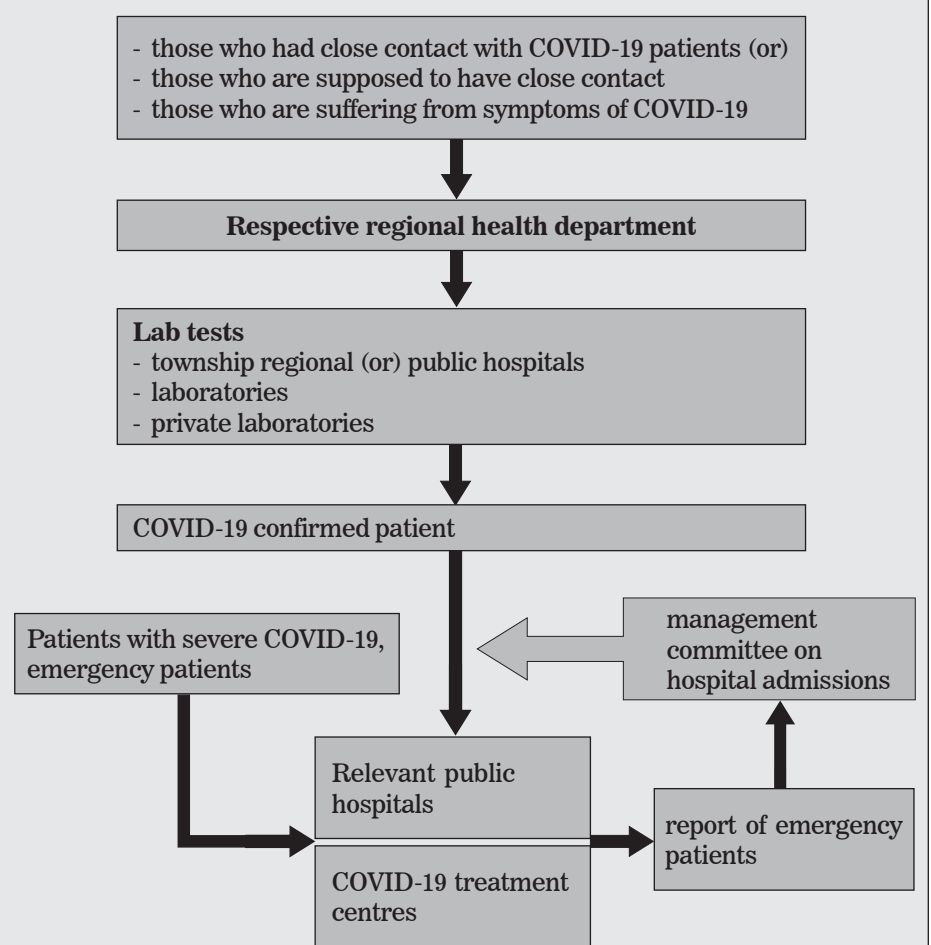 - those who had close contact with COVID-19 patients (or)
- those who are supposed to have close contact
- those who are suffering from symptoms of COVID-19
Respective regional health department
Lab tests
- township regional (or) public hospitals
- laboratories
- private laboratories
COVID-19 confirmed patient
Patients with severe COVID-19,
emergency patients
management
committee on
hospital admissions
Relevant public
hospitals
report of emergency
patients
COVID-19 treatment
centres